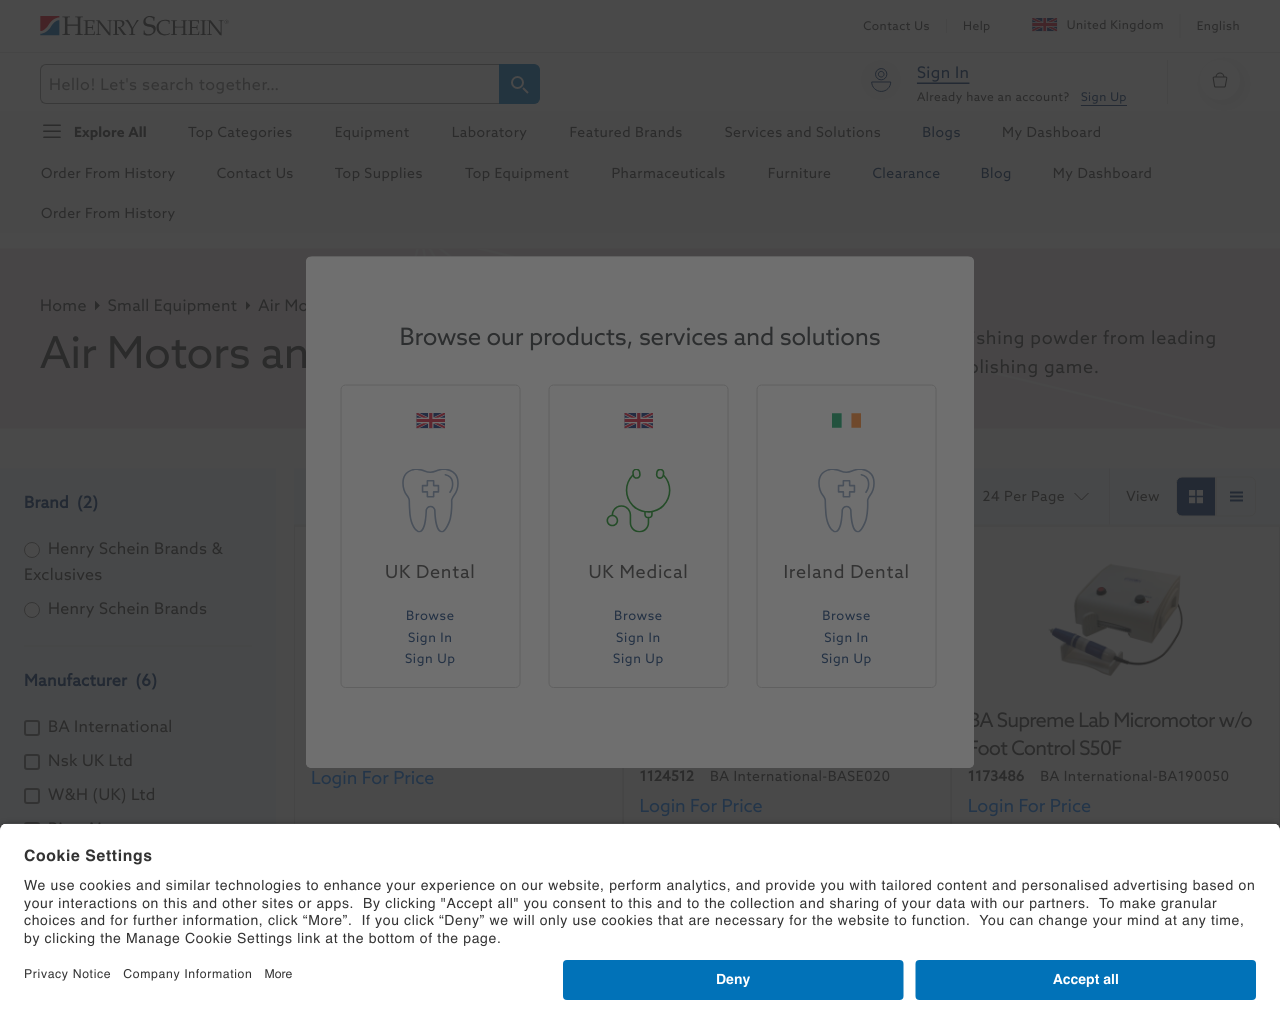 HENRY SCHEIN®
Contact Us
Help
United Kingdom
English
Hello! Let's search together...
Sign In
Already have an account? Sign Up
Explore All
Top Categories
Equipment
Laboratory
Featured Brands
Services and Solutions
Blogs
My Dashboard
Order From History
Contact Us
Top Supplies
Top Equipment
Pharmaceuticals
Furniture
Clearance
Blog
My Dashboard
Order From History
Home
Small Equipment
Air Mo
Air Motors an
shing powder from leading
lishing game.
Browse our products, services and solutions
UK Dental
Browse
Sign In
Sign Up
UK Medical
Browse
Sign In
Sign Up
Ireland Dental
Browse
Sign In
Sign Up
Brand (2)
Henry Schein Brands &
Exclusives
Henry Schein Brands
Manufacturer (6)
BA International
Nsk UK Ltd
W&H (UK) Ltd
24 Per Page
View
Login For Price
1124512 BA International-BASE020
Login For Price
BA Supreme Lab Micromotor w/o
Foot Control S50F
1173486 BA International-BA190050
Login For Price
Cookie Settings
We use cookies and similar technologies to enhance your experience on our website, perform analytics, and provide you with tailored content and personalised advertising based on
your interactions on this and other sites or apps.  By clicking "Accept all" you consent to this and to the collection and sharing of your data with our partners.  To make granular
choices and for further information, click “More”.  If you click “Deny” we will only use cookies that are necessary for the website to function.  You can change your mind at any time,
by clicking the Manage Cookie Settings link at the bottom of the page.
Privacy Notice
Company Information
More
Deny
Accept all